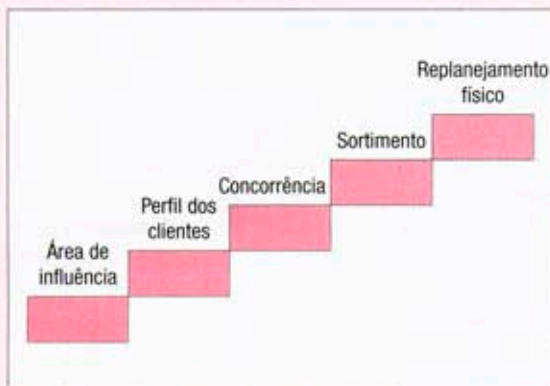 Replanejamento
físico
Sortimento
Concorrência
Perfil dos
clientes
Área de
influência